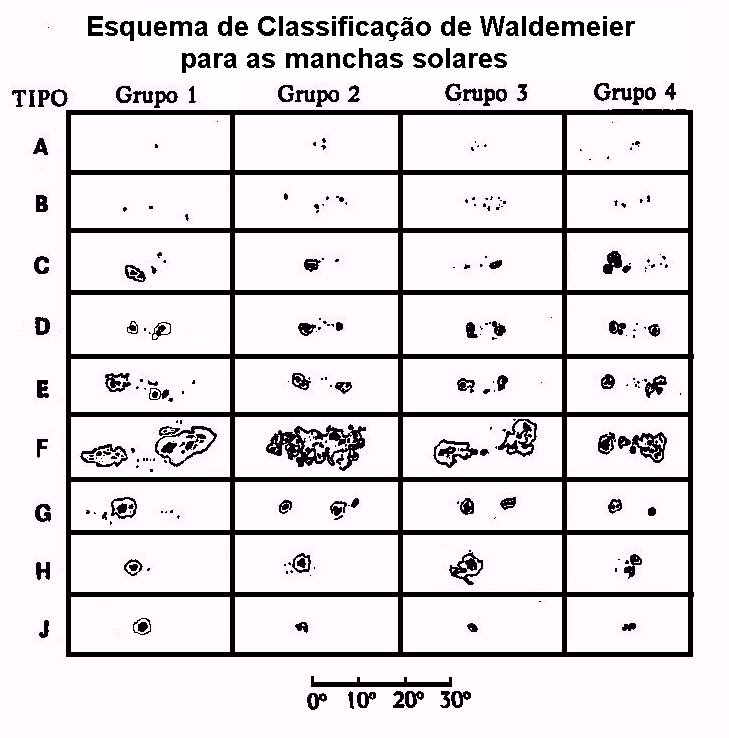 Esquema de Classificação de Waldemeier
para as manchas solares
TIPO Grupo 1 Grupo 2 Grupo 3 Grupo 4
A
B
C
D
E
F
G
H
J
0º 10º 20º 30º